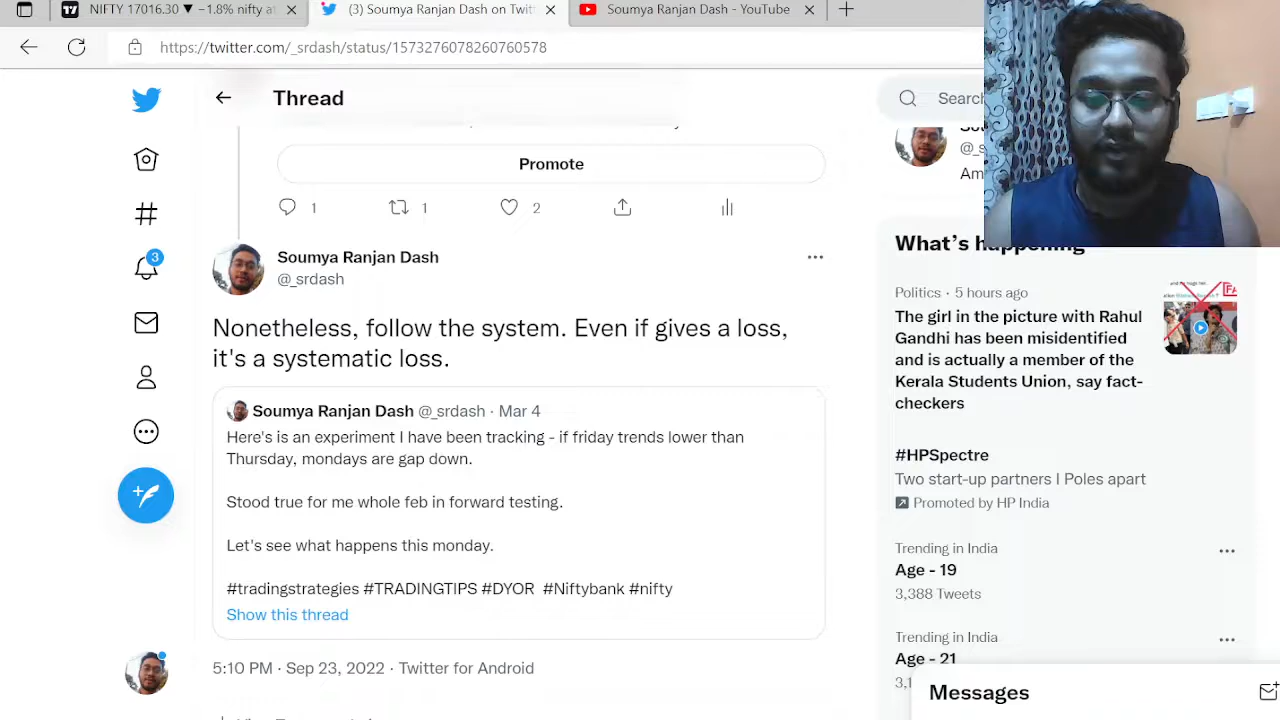 NIFTY 17016.30 ▼ −1.8% nifty at
(3) Soumya Ranjan Dash on Twitt
Soumya Ranjan Dash - YouTube
https://twitter.com/_srdash/status/1573276078260760578
Thread
Search
Promote
1
1
2
Soumya Ranjan Dash
@_srdash
Nonetheless, follow the system. Even if gives a loss,
it's a systematic loss.
Soumya Ranjan Dash @_srdash · Mar 4
Here's is an experiment I have been tracking - if friday trends lower than
Thursday, mondays are gap down.
Stood true for me whole feb in forward testing.
Let's see what happens this monday.
#tradingstrategies #TRADINGTIPS #DYOR #Niftybank #nifty
Show this thread
5:10 PM · Sep 23, 2022 · Twitter for Android
3
What's happening
Politics · 5 hours ago
The girl in the picture with Rahul
Gandhi has been misidentified
and is actually a member of the
Kerala Students Union, say fact-
checkers
#HPSpectre
Two start-up partners I Poles apart
Promoted by HP India
Trending in India
Age - 19
3,388 Tweets
Trending in India
Age - 21
Messages